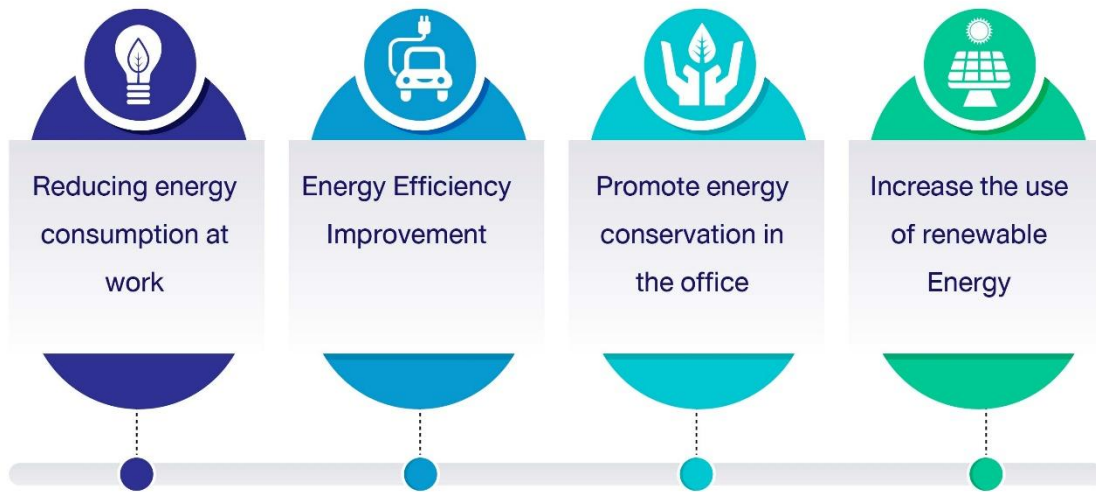 Reducing energy
consumption at
work
Energy Efficiency
Improvement
Promote energy
conservation in
the office
Increase the use
of renewable
Energy